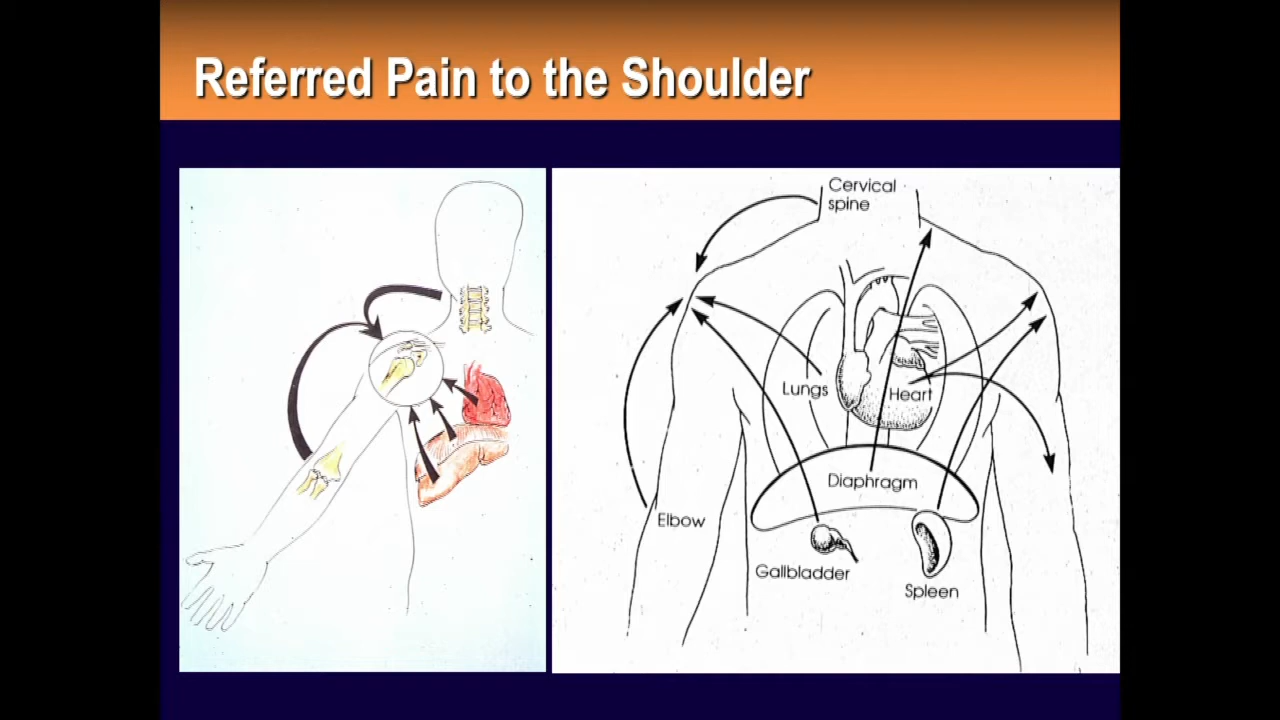 Referred Pain to the Shoulder
Cervical
spine
Lungs
Heart
Diaphragm
Elbow
Gallbladder
Spleen